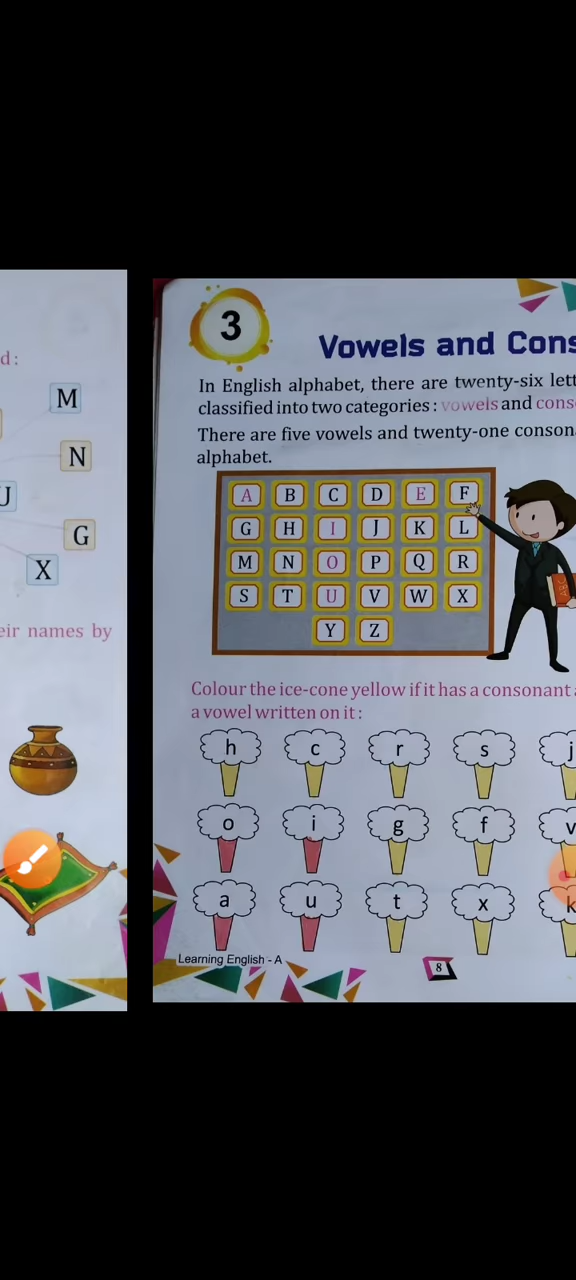 d :
M
N
U
G
X
eir names by
3
Vowels and Cons
In English alphabet, there are twenty-six lett
classified into two categories : vowels and cons
There are five vowels and twenty-one conson
alphabet.
A B C D E F
G H I J K L
M N O P Q R
S T U V W X
Y Z
Colour the ice-cone yellow if it has a consonant
a vowel written on it :
h c r s j
o i g f v
a u t x k
Learning English - A
8